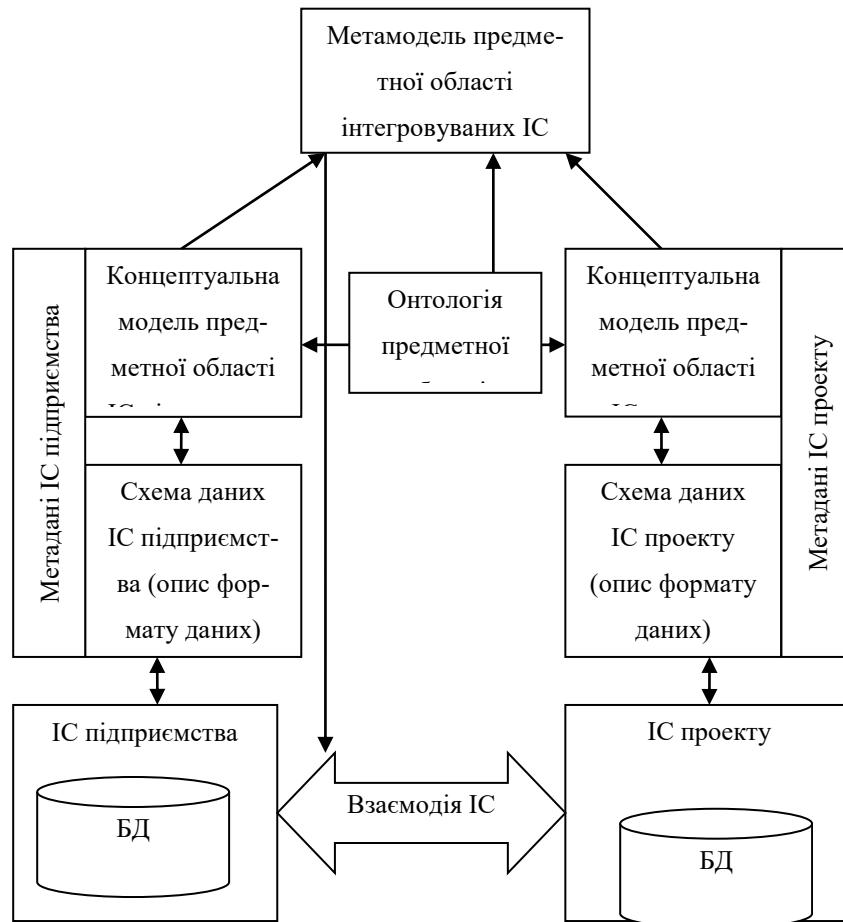 Метамодель предме-
тної області
інтегровуваних ІС
Метадані ІС підприємства
Концептуальна
модель пред-
метної області
Онтологія
предметної
Концептуальна
модель пред-
метної області
Метадані ІС проекту
Схема даних
ІС підприємст-
ва (опис фор-
мату даних)
Схема даних
ІС проекту
(опис формату
даних)
ІС підприємства
БД
Взаємодія ІС
ІС проекту
БД